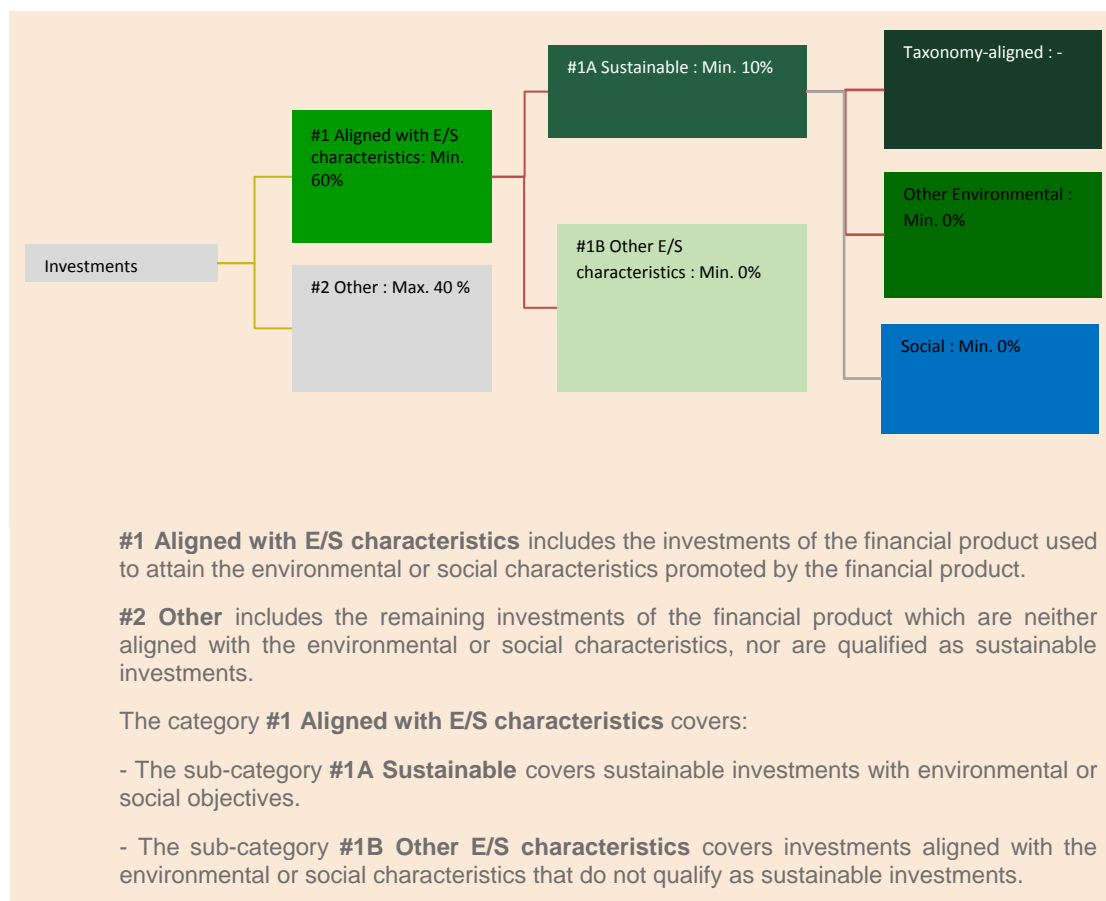 Taxonomy-aligned : -
#1A Sustainable : Min. 10%
#1 Aligned with E/S
characteristics: Min.
60%
Other Environmental :
Min. 0%
#1B Other E/S
characteristics : Min. 0%
Investments
#2 Other : Max. 40 %
Social : Min. 0%
#1 Aligned with E/S characteristics includes the investments of the financial product used
to attain the environmental or social characteristics promoted by the financial product.
#2 Other includes the remaining investments of the financial product which are neither
aligned with the environmental or social characteristics, nor are qualified as sustainable
investments.
The category #1 Aligned with E/S characteristics covers:
- The sub-category #1A Sustainable covers sustainable investments with environmental or
social objectives.
- The sub-category #1B Other E/S characteristics covers investments aligned with the
environmental or social characteristics that do not qualify as sustainable investments.